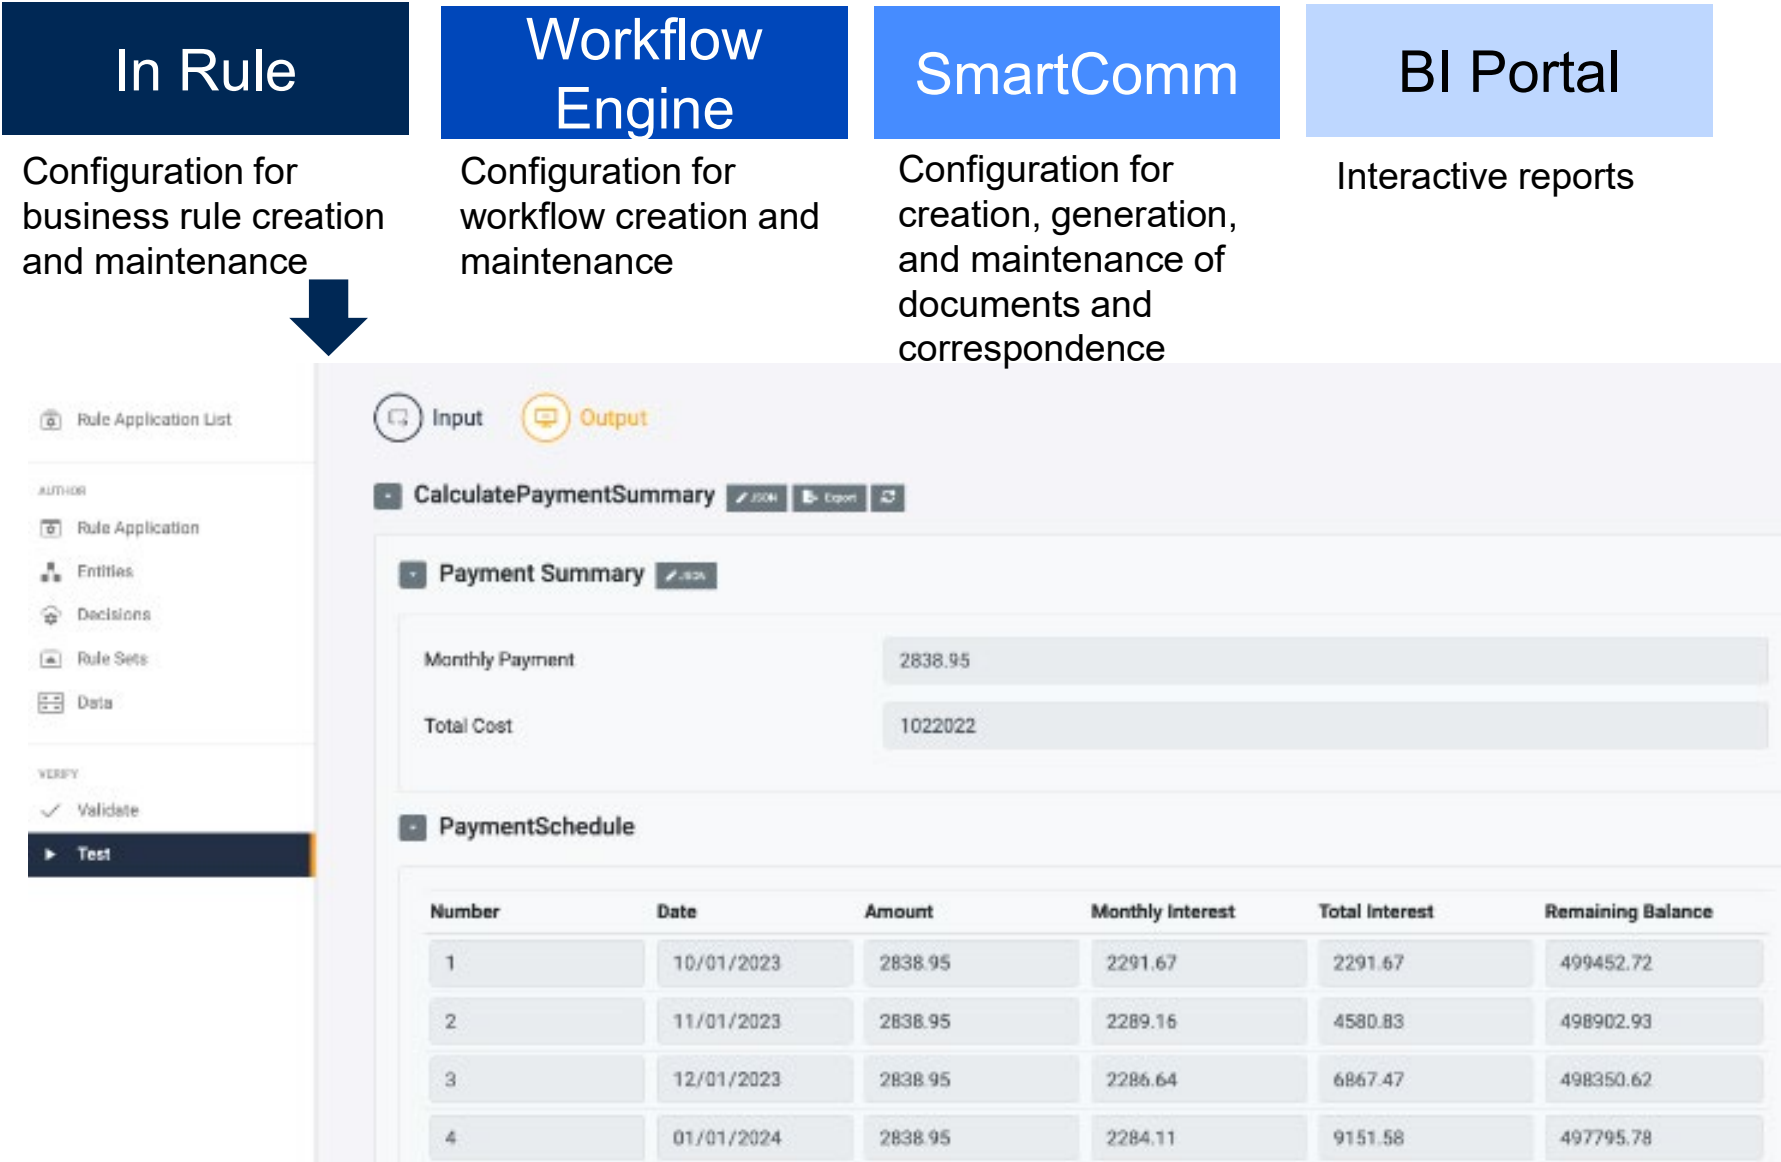 In Rule
Workflow
Engine
SmartComm
BI Portal
Configuration for
business rule creation
and maintenance
Configuration for
workflow creation and
maintenance
Configuration for
creation, generation,
and maintenance of
documents and
correspondence
Interactive reports
Rule Application List
AUTHOR
Rule Application
Entities
Decisions
Rule Sets
Data
VERIFY
Validate
Test
Input Output
CalculatePaymentSummary JSON Export
Payment Summary JSON
Monthly Payment 2838.95
Total Cost 1022022
PaymentSchedule
Number Date Amount Monthly Interest Total Interest Remaining Balance
1 10/01/2023 2838.95 2291.67 2291.67 499452.72
2 11/01/2023 2838.95 2289.16 4580.83 498902.93
3 12/01/2023 2838.95 2286.64 6867.47 498350.62
4 01/01/2024 2838.95 2284.11 9151.58 497795.78